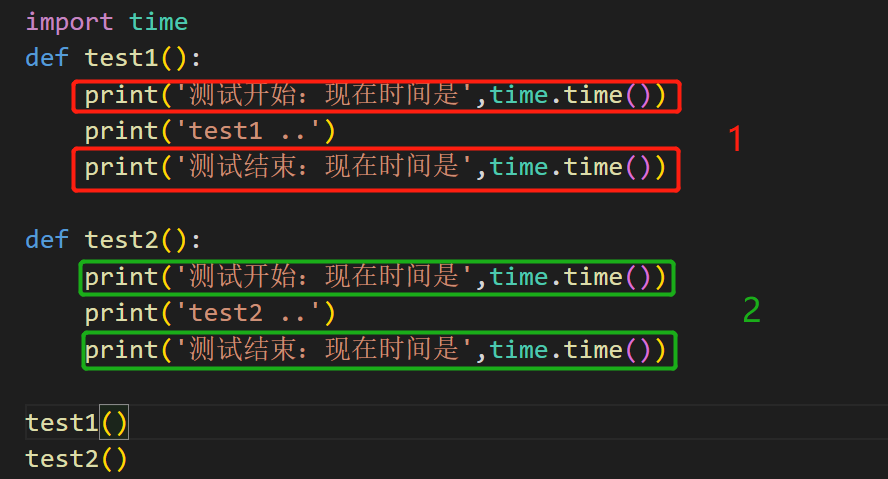 import time
def test1():
    print('测试开始：现在时间是',time.time())
    print('test1 ..')
    print('测试结束：现在时间是',time.time())
1
def test2():
    print('测试开始：现在时间是',time.time())
    print('test2 ..')
    print('测试结束：现在时间是',time.time())
2
test1()
test2()